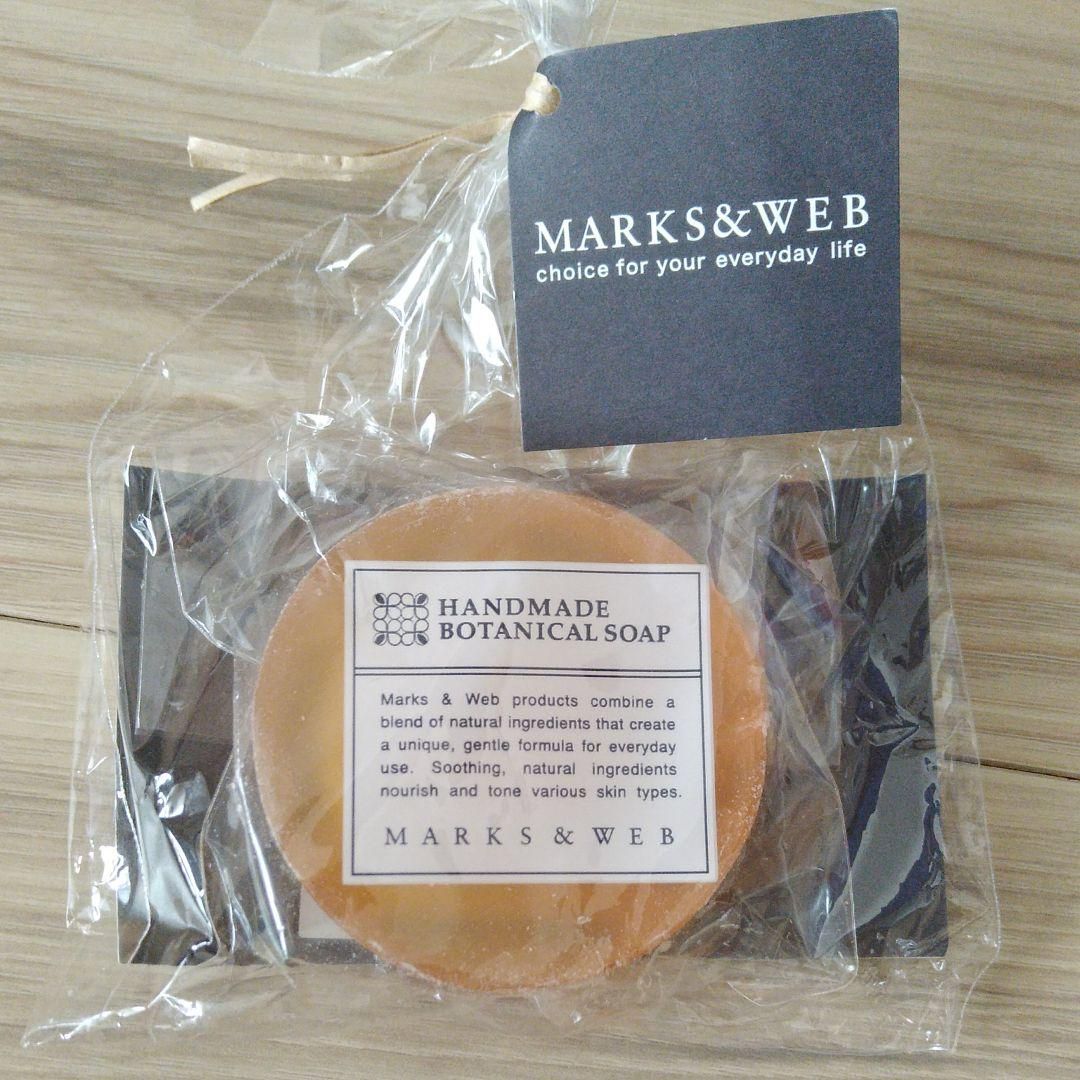 MARKS&WEB
choice for your everyday life
HANDMADE
BOTANICAL SOAP
Marks & Web products combine a
blend of natural ingredients that create
a unique, gentle formula for everyday
use. Soothing, natural ingredients
nourish and tone various skin types.
MARKS & WEB